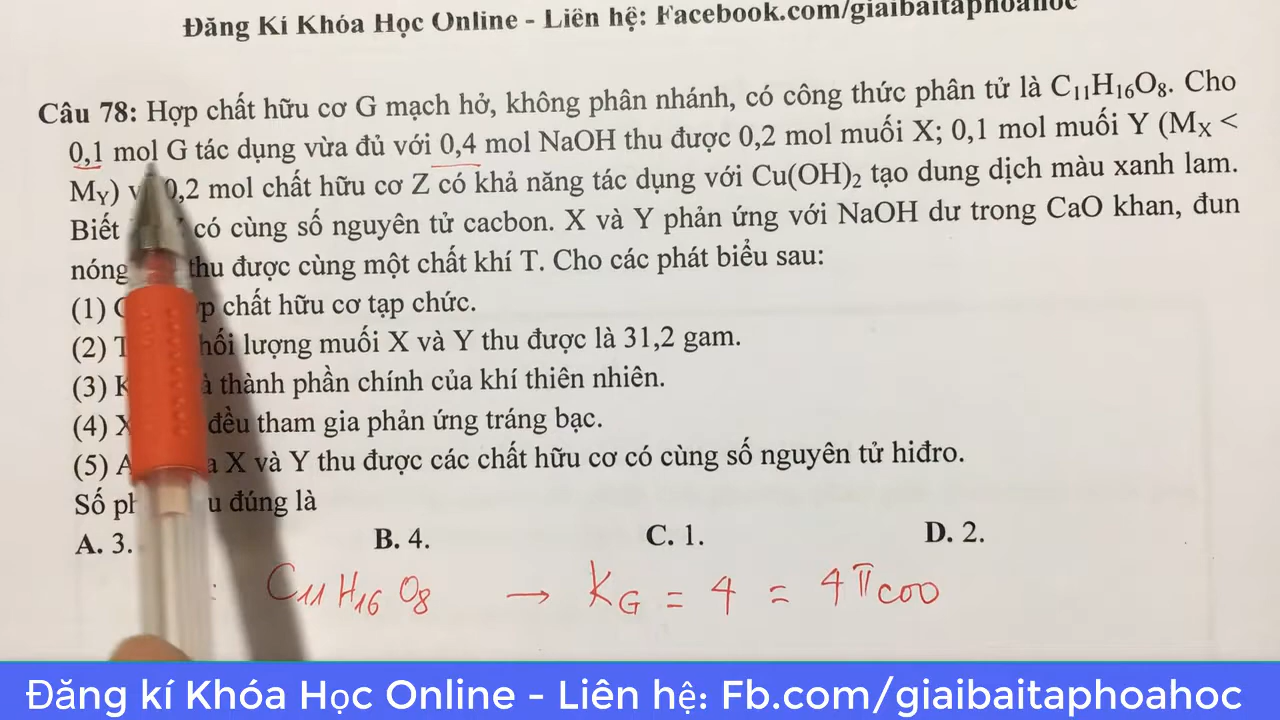 Đăng Kí Khóa Học Online - Liên hệ: Facebook.com/giaibaitaphoahoc
Câu 78: Hợp chất hữu cơ G mạch hở, không phân nhánh, có công thức phân tử là C₁₁H₁₆O₈. Cho
0,1 mol G tác dụng vừa đủ với 0,4 mol NaOH thu được 0,2 mol muối X; 0,1 mol muối Y (Mₓ <
M_Y) 0,2 mol chất hữu cơ Z có khả năng tác dụng với Cu(OH)₂ tạo dung dịch màu xanh lam.
Biết có cùng số nguyên tử cacbon. X và Y phản ứng với NaOH dư trong CaO khan, đun
nóng thu được cùng một chất khí T. Cho các phát biểu sau:
(1) chất hữu cơ tạp chức.
(2) lượng muối X và Y thu được là 31,2 gam.
(3) thành phần chính của khí thiên nhiên.
(4) X đều tham gia phản ứng tráng bạc.
(5) X và Y thu được các chất hữu cơ có cùng số nguyên tử hiđro.
Số đúng là
A. 3. B. 4. C. 1. D. 2.
: C₁₁H₁₆O₈ → K_G = 4 = 4π_COO
Đăng kí Khóa Học Online - Liên hệ: Fb.com/giaibaitaphoahoc